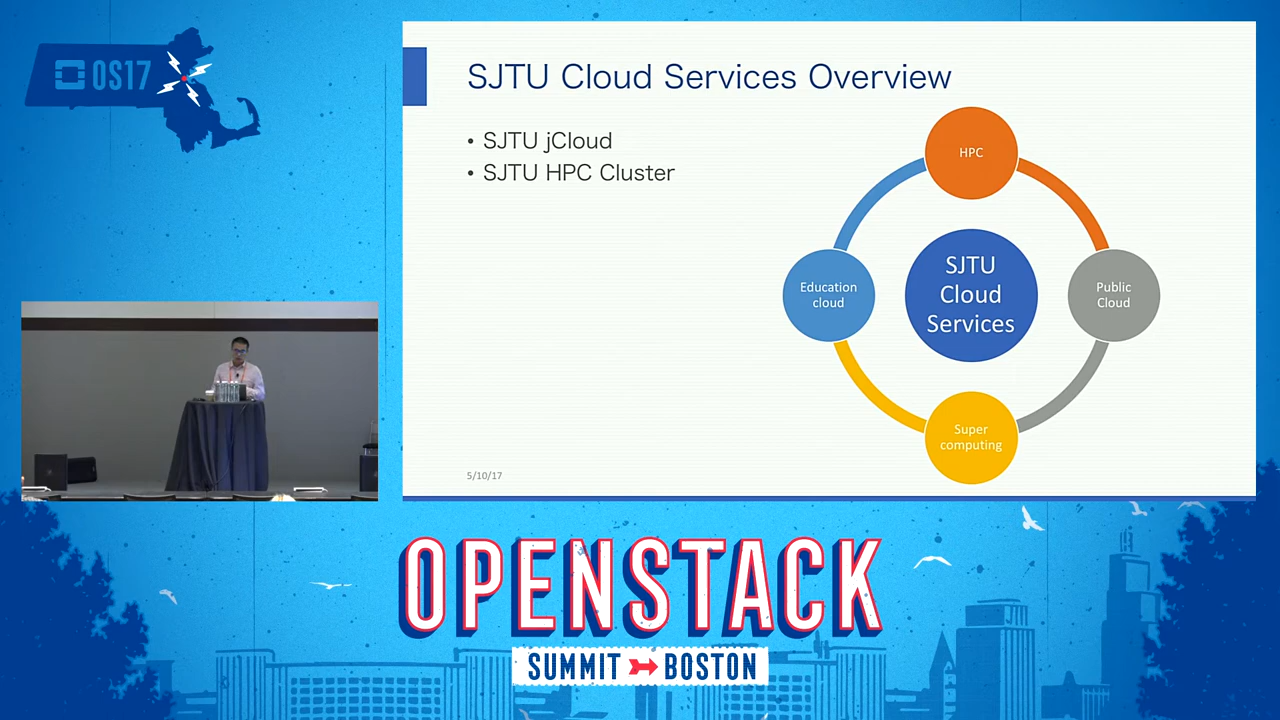 OS17
SJTU Cloud Services Overview
• SJTU jCloud
• SJTU HPC Cluster
HPC
Education
cloud
SJTU
Cloud
Services
Public
Cloud
Super
computing
5/10/17
OPENSTACK
SUMMIT BOSTON